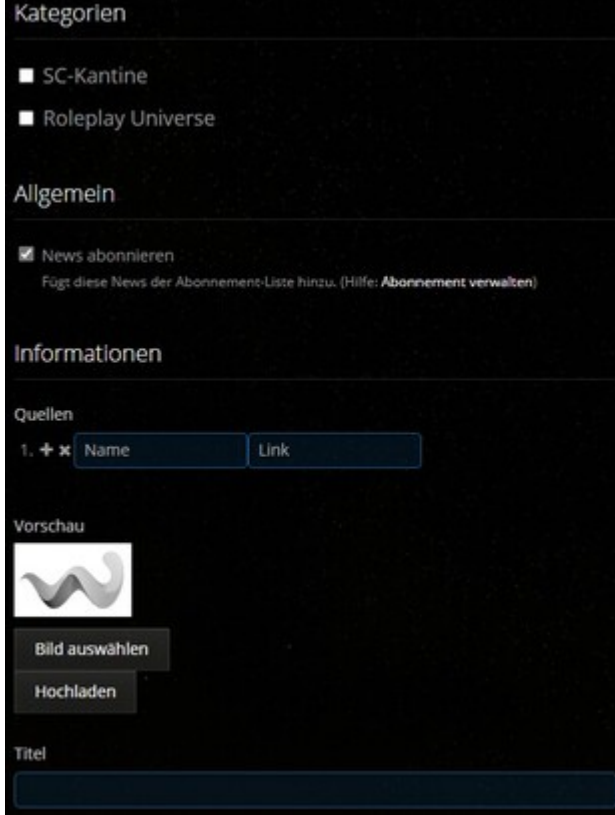 Kategorien
SC-Kantine
Roleplay Universe
Allgemein
News abonnieren
Fügt diese News der Abonnement-Liste hinzu. (Hilfe: Abonnement verwalten)
Informationen
Quellen
1. Name Link
Vorschau
Bild auswählen
Hochladen
Titel